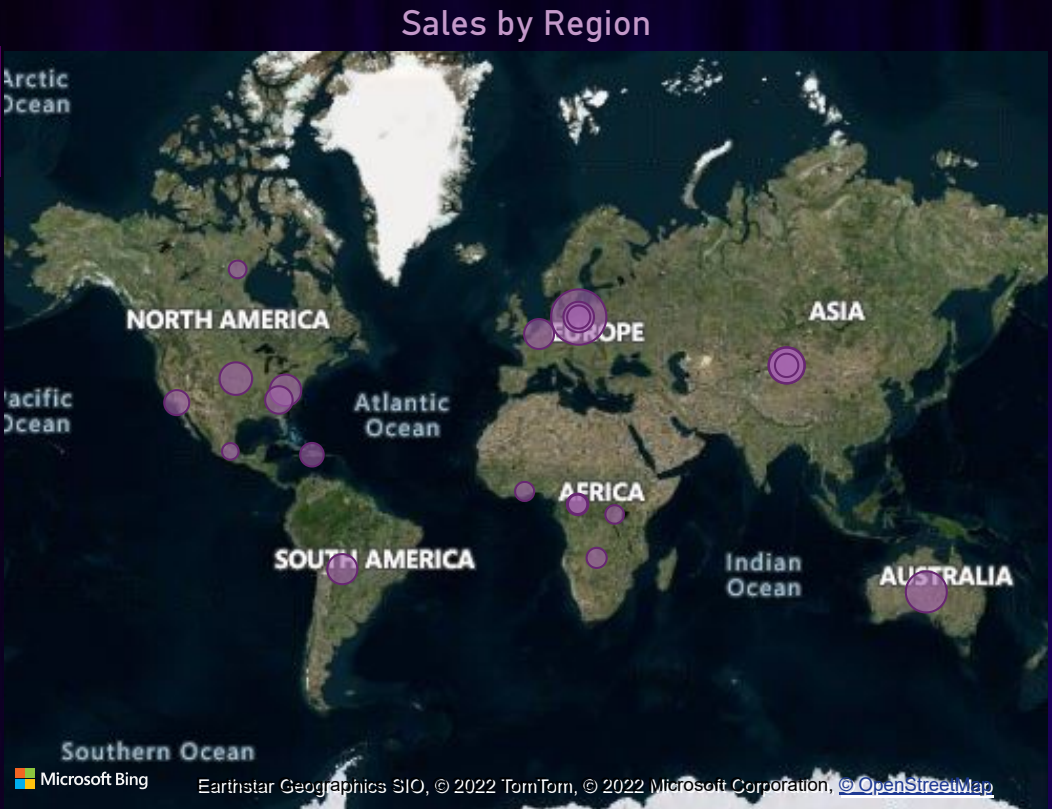 Sales by Region
Arctic
Ocean
NORTH AMERICA
ASIA
EUROPE
Pacific
Ocean
Atlantic
Ocean
AFRICA
SOUTH AMERICA
Indian
Ocean
AUSTRALIA
Southern Ocean
Microsoft Bing
Earthstar Geographics SIO, © 2022 TomTom, © 2022 Microsoft Corporation, © OpenStreetMap